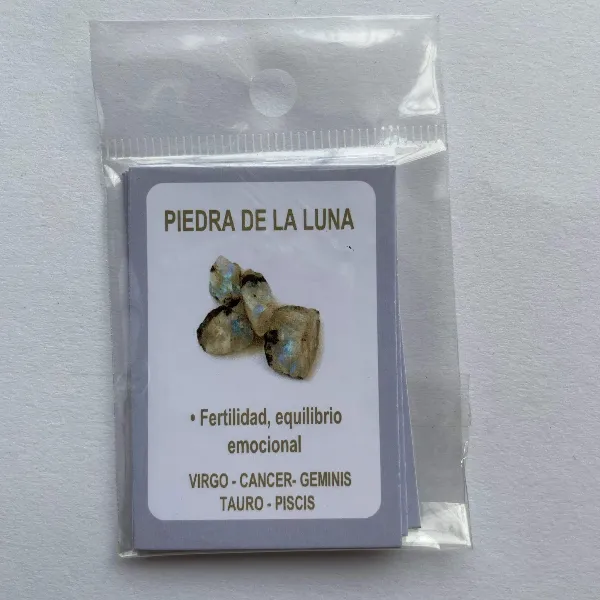 PIEDRA DE LA LUNA
• Fertilidad, equilibrio
emocional
VIRGO - CANCER- GEMINIS
TAURO - PISCIS